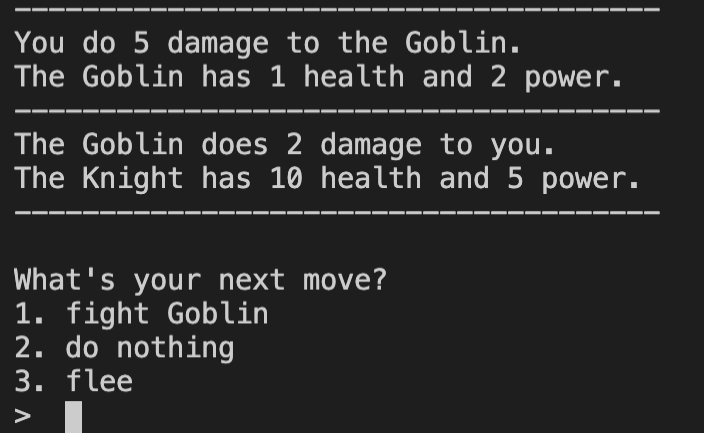 --------------------------------------
You do 5 damage to the Goblin.
The Goblin has 1 health and 2 power.
--------------------------------------
The Goblin does 2 damage to you.
The Knight has 10 health and 5 power.
--------------------------------------
What's your next move?
1. fight Goblin
2. do nothing
3. flee
>